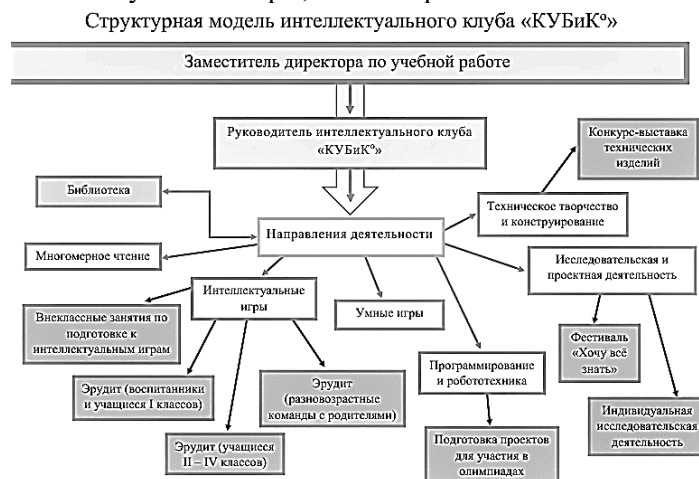 Структурная модель интеллектуального клуба «КУБиКº»
Заместитель директора по учебной работе
Руководитель интеллектуального клуба
«КУБиКº»
Конкурс-выставка
технических
изделий
Библиотека
Техническое творчество
и конструирование
Направления деятельности
Многомерное чтение
Исследовательская и
проектная деятельность
Интеллектуальные
игры
Умные игры
Внеклассные занятия по
подготовке к
интеллектуальным играм
Фестиваль
«Хочу всё
знать»
Программирование
и робототехника
Эрудит (воспитанники
и учащиеся I классов)
Эрудит
(разновозрастные
команды с родителями)
Индивидуальная
исследовательская
деятельность
Эрудит (учащиеся
II – IV классов)
Подготовка проектов
для участия в
олимпиадах